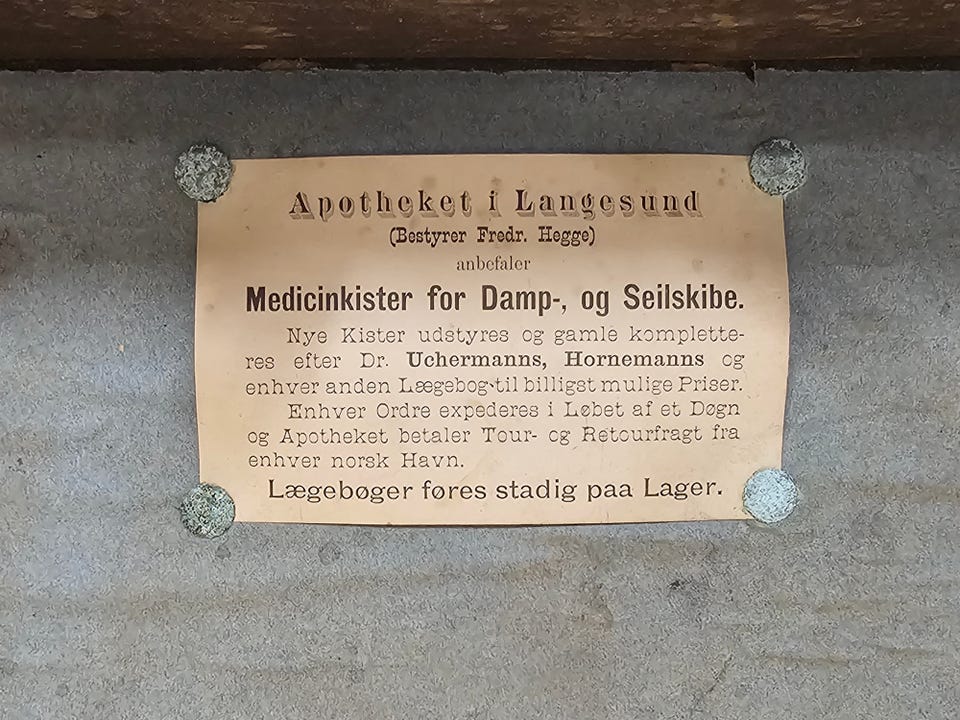 Apotheket i Langesund
(Bestyrer Fredr. Hegge)
anbefaler
Medicinkister for Damp-, og Seilskibe.
Nye Kister udstyres og gamle komplette-
res efter Dr. Uchermanns, Hornemanns og
enhver anden Lægebog til billigst mulige Priser.
Enhver Ordre expederes i Løbet af et Døgn
og Apotheket betaler Tour- og Retourfragt fra
enhver norsk Havn.
Lægebøger føres stadig paa Lager.